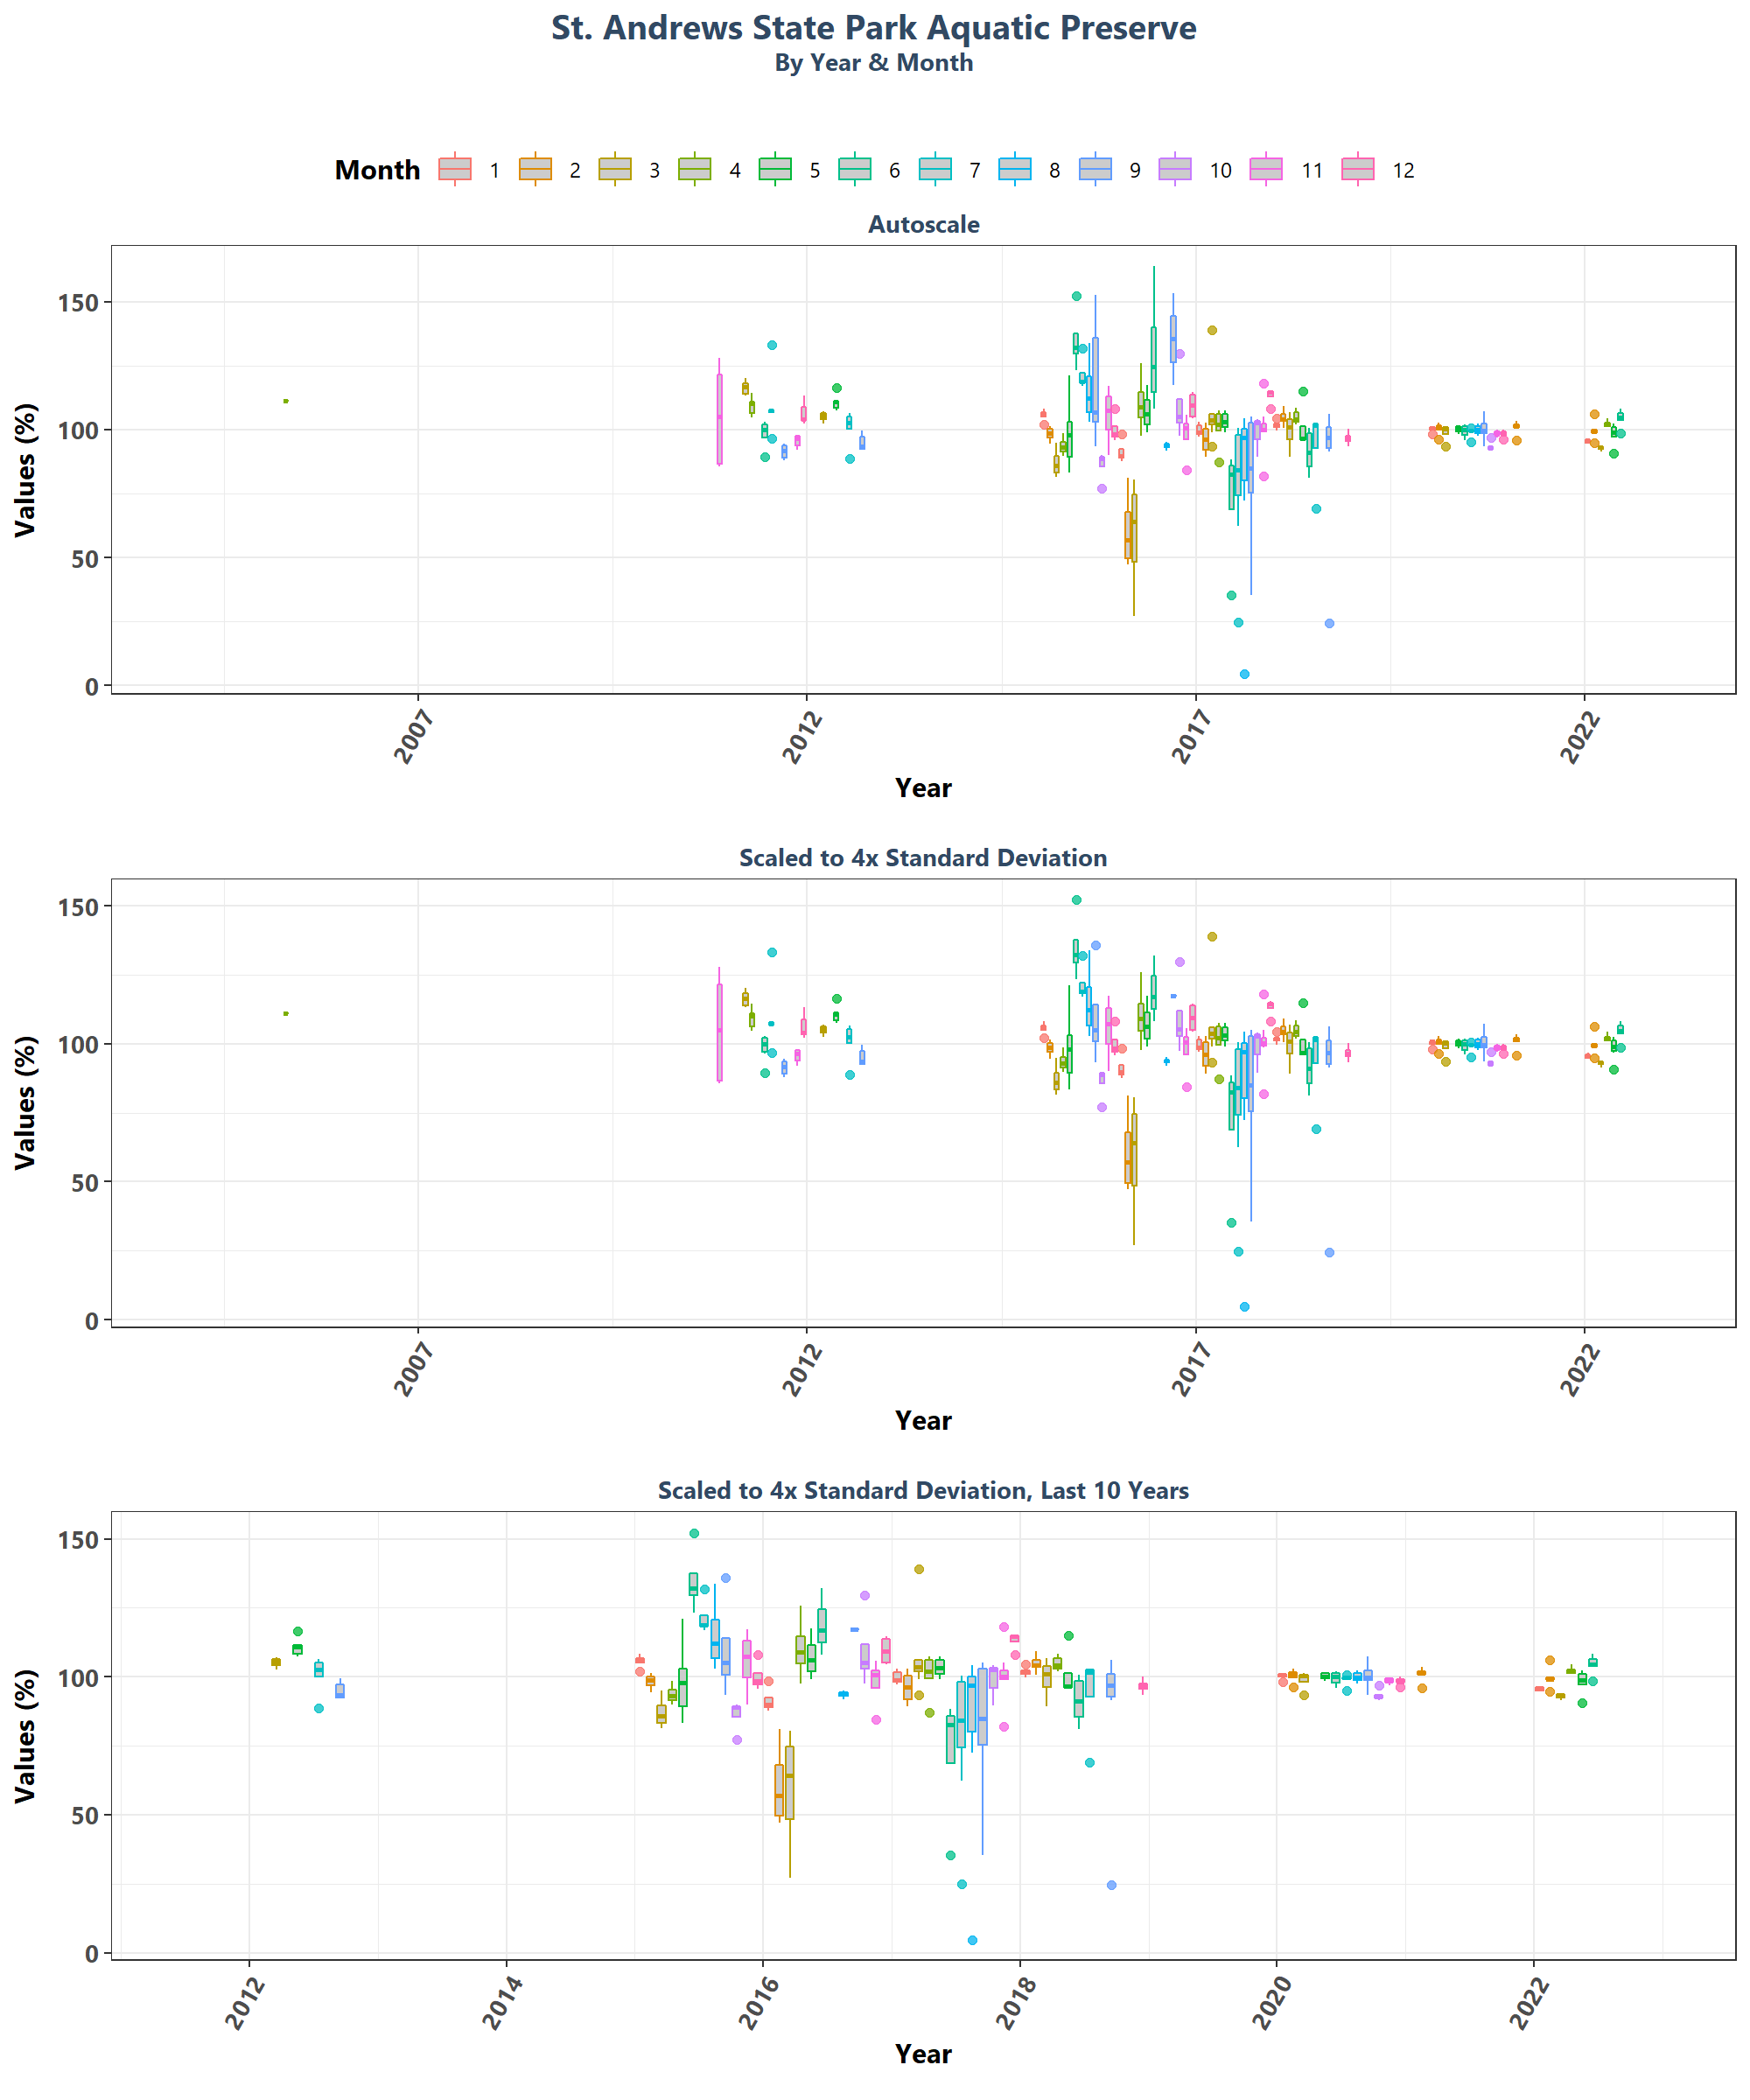 St. Andrews State Park Aquatic Preserve
By Year & Month
Month 1 2 3 4 5 6 7 8 9 10 11 12
Autoscale
Values (%)
150
100
50
0
2007 2012 2017 2022
Year
Scaled to 4x Standard Deviation
Values (%)
150
100
50
0
2007 2012 2017 2022
Year
Scaled to 4x Standard Deviation, Last 10 Years
Values (%)
150
100
50
0
2012 2014 2016 2018 2020 2022
Year